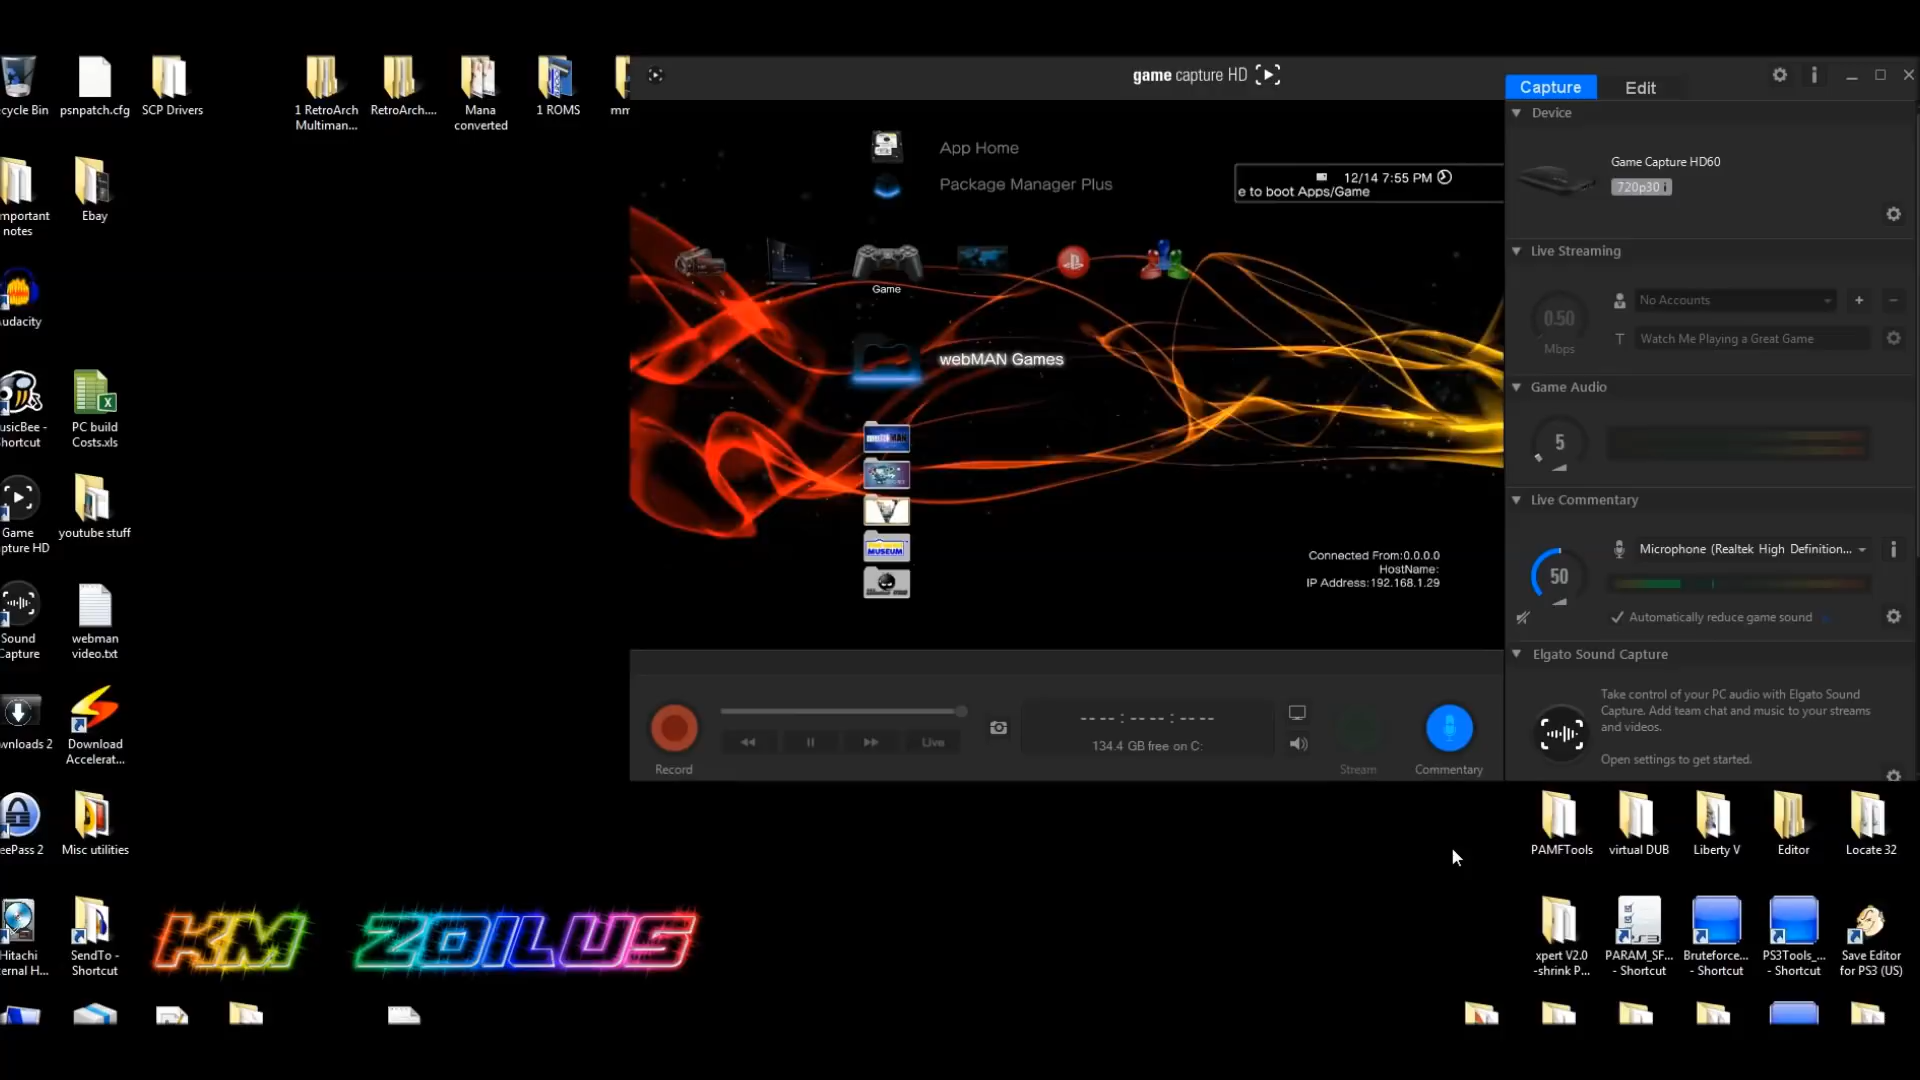 game capture HD
Capture
Edit
cycle Bin
psnpatch.cfg
SCP Drivers
1 RetroArch
Multiman...
RetroArch....
Mana
converted
1 ROMS
mm
mportant
notes
Ebay
udacity
usicBee -
hortcut
PC build
Costs.xls
Game
pture HD
youtube stuff
Sound
Capture
webman
video.txt
wnloads 2
Download
Accelerat...
eePass 2
Misc utilities
Hitachi
ernal H...
SendTo -
Shortcut
KM ZOILUS
App Home
Package Manager Plus
12/14 7:55 PM
e to boot Apps/Game
Game
webMAN Games
MUSEUM
Connected From:0.0.0.0
HostName:
IP Address:192.168.1.29
Record
Live
-- -- : -- -- : -- --
134.4 GB free on C:
Stream
Commentary
Device
Game Capture HD60
720p30
Live Streaming
0.50
Mbps
No Accounts
T
Watch Me Playing a Great Game
Game Audio
5
Live Commentary
50
Microphone (Realtek High Definition...
Automatically reduce game sound
Elgato Sound Capture
Take control of your PC audio with Elgato Sound
Capture. Add team chat and music to your streams
and videos.
Open settings to get started.
PAMFTools
virtual DUB
Liberty V
Editor
Locate 32
xpert V2.0
-shrink P...
PARAM_SF...
- Shortcut
Bruteforce...
- Shortcut
PS3Tools_...
- Shortcut
Save Editor
for PS3 (US)